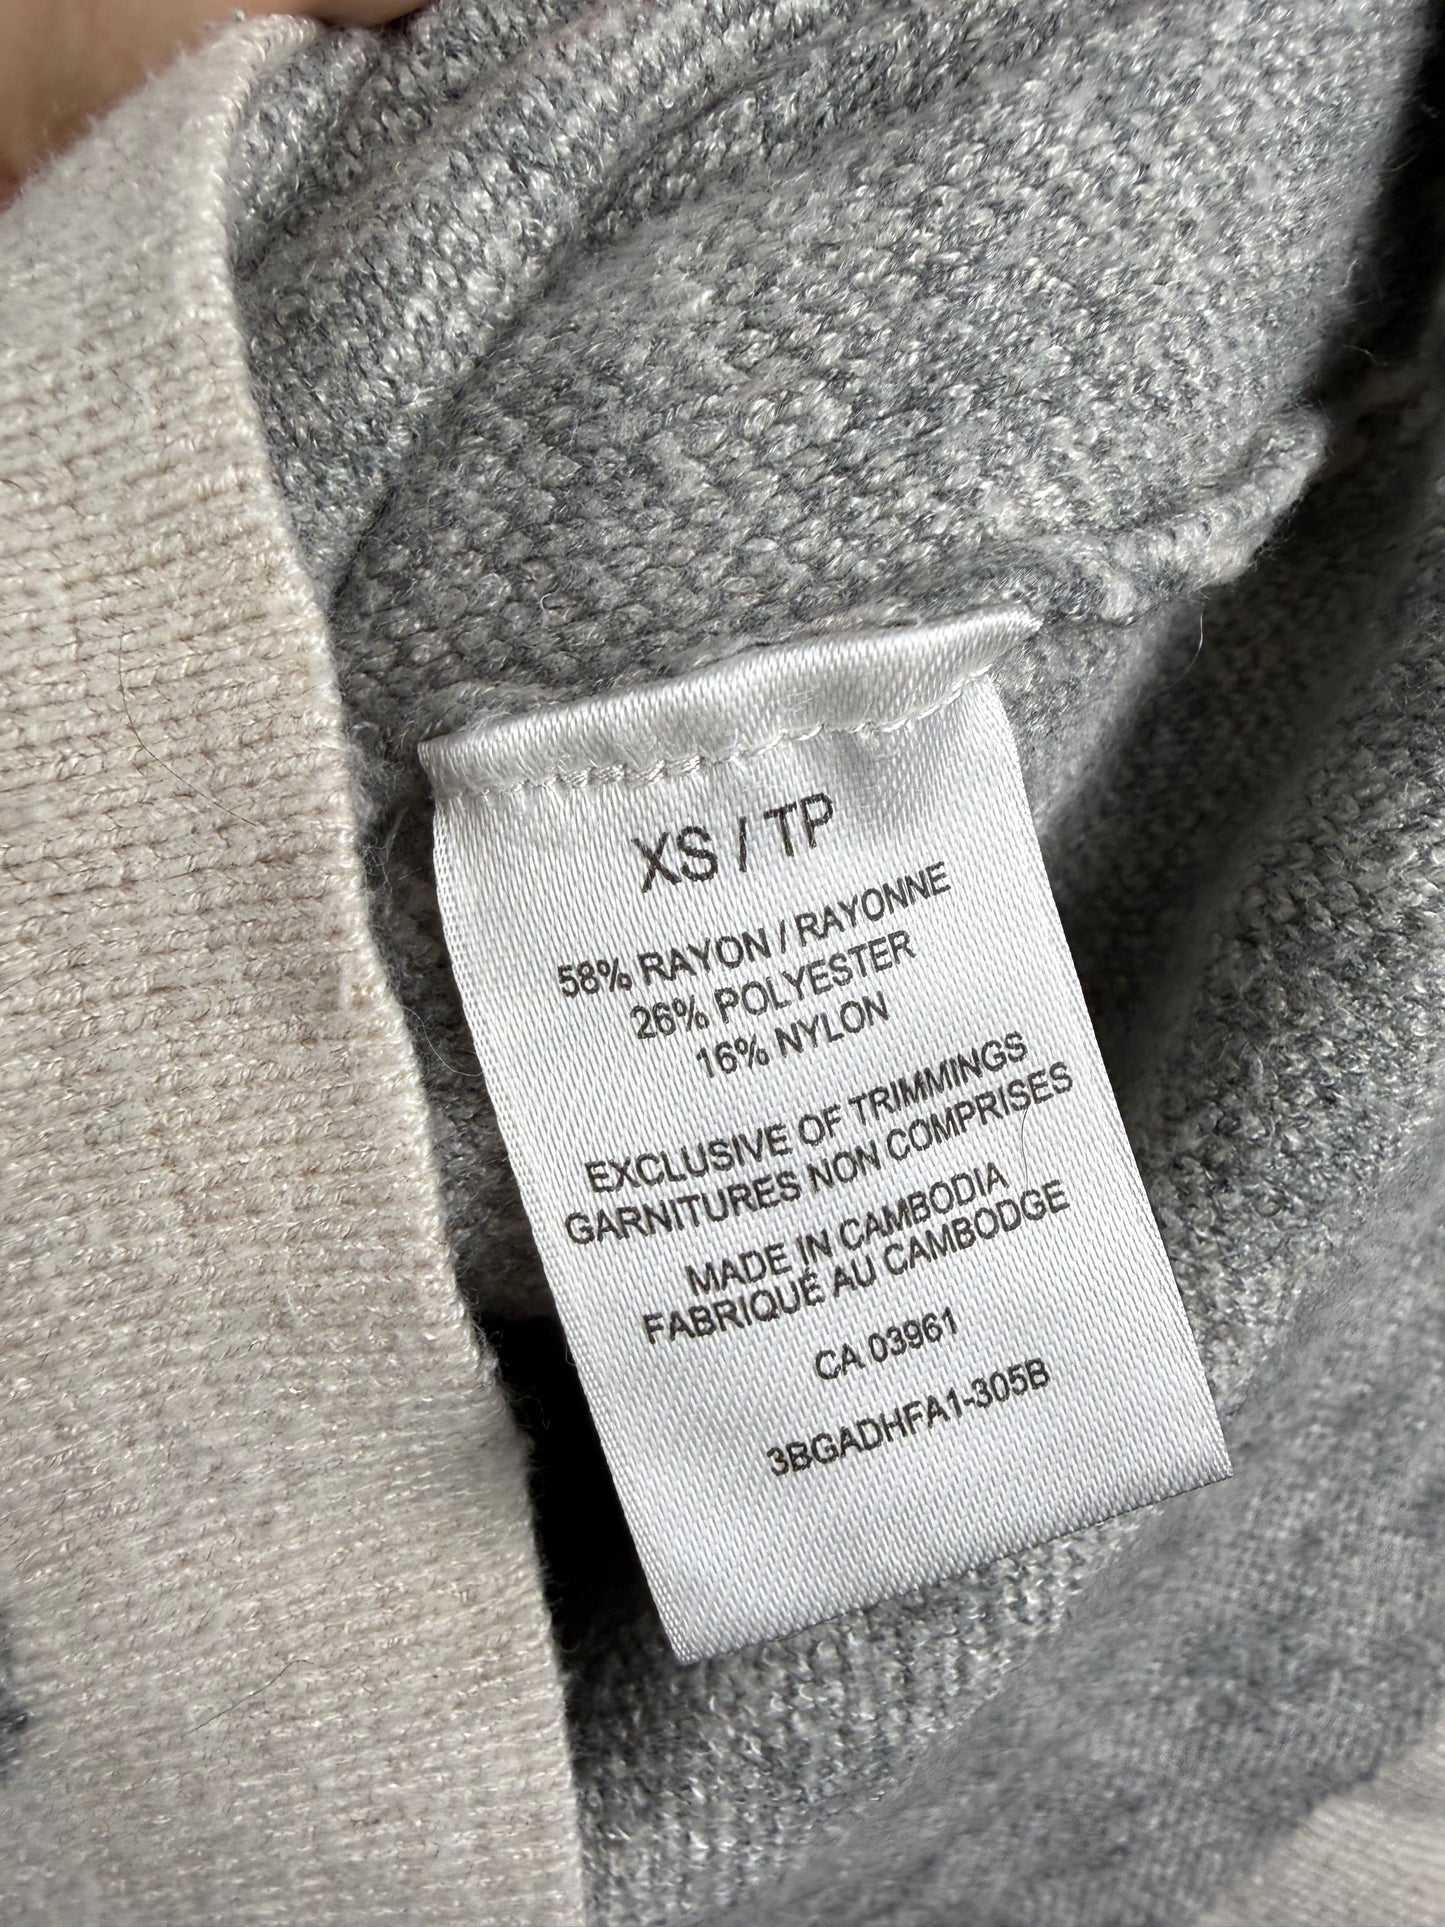 XS / TP
58% RAYON / RAYONNE
26% POLYESTER
16% NYLON
EXCLUSIVE OF TRIMMINGS
GARNITURES NON COMPRISES
MADE IN CAMBODIA
FABRIQUÉ AU CAMBODGE
CA 03961
3BGADHFA1-305B